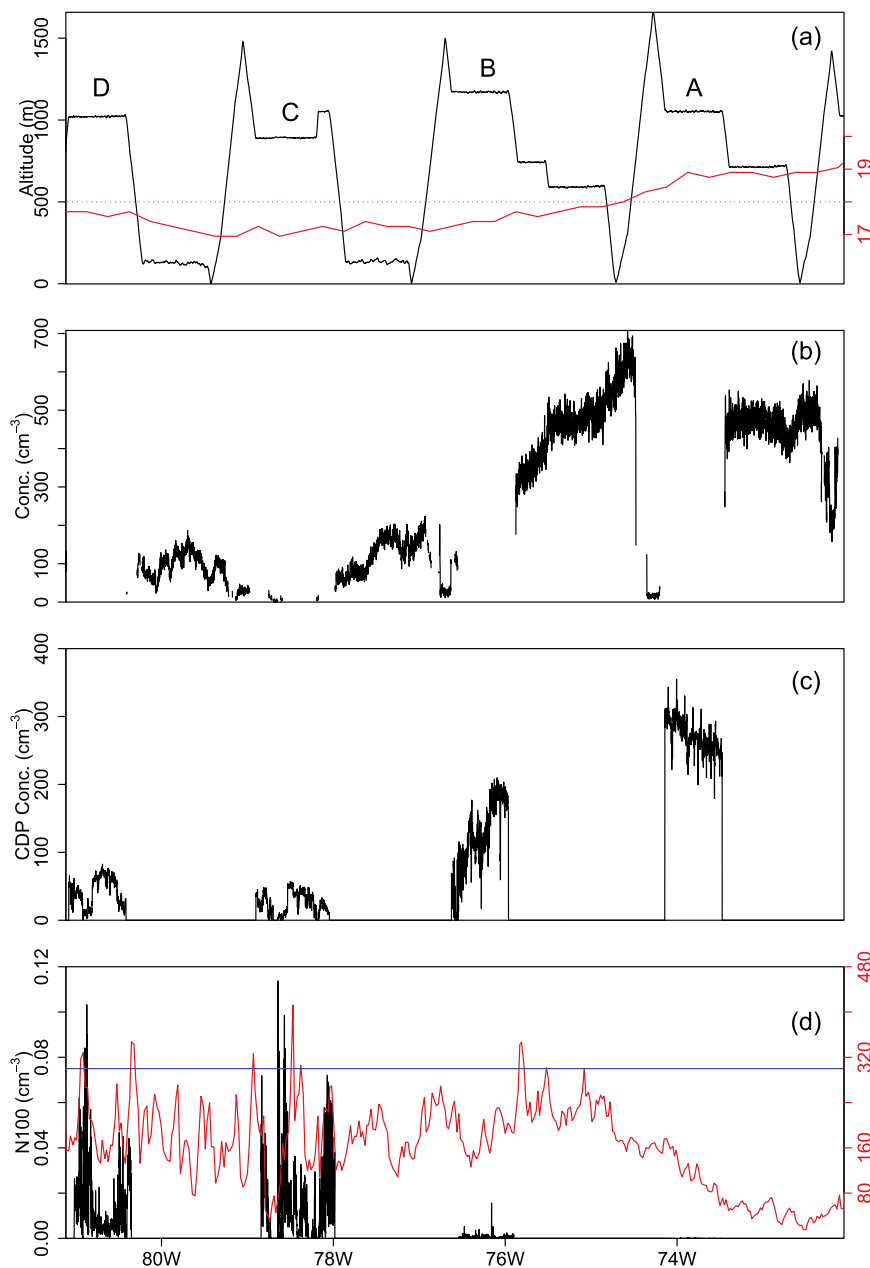 (a)
D
C
B
A
Altitude (m)
0
500
1000
1500
17
19
(b)
Conc. (cm−3)
0
100
300
500
700
(c)
CDP Conc. (cm−3)
0
100
200
300
400
(d)
N100 (cm−3)
0.00
0.04
0.08
0.12
80
160
320
480
80W
78W
76W
74W